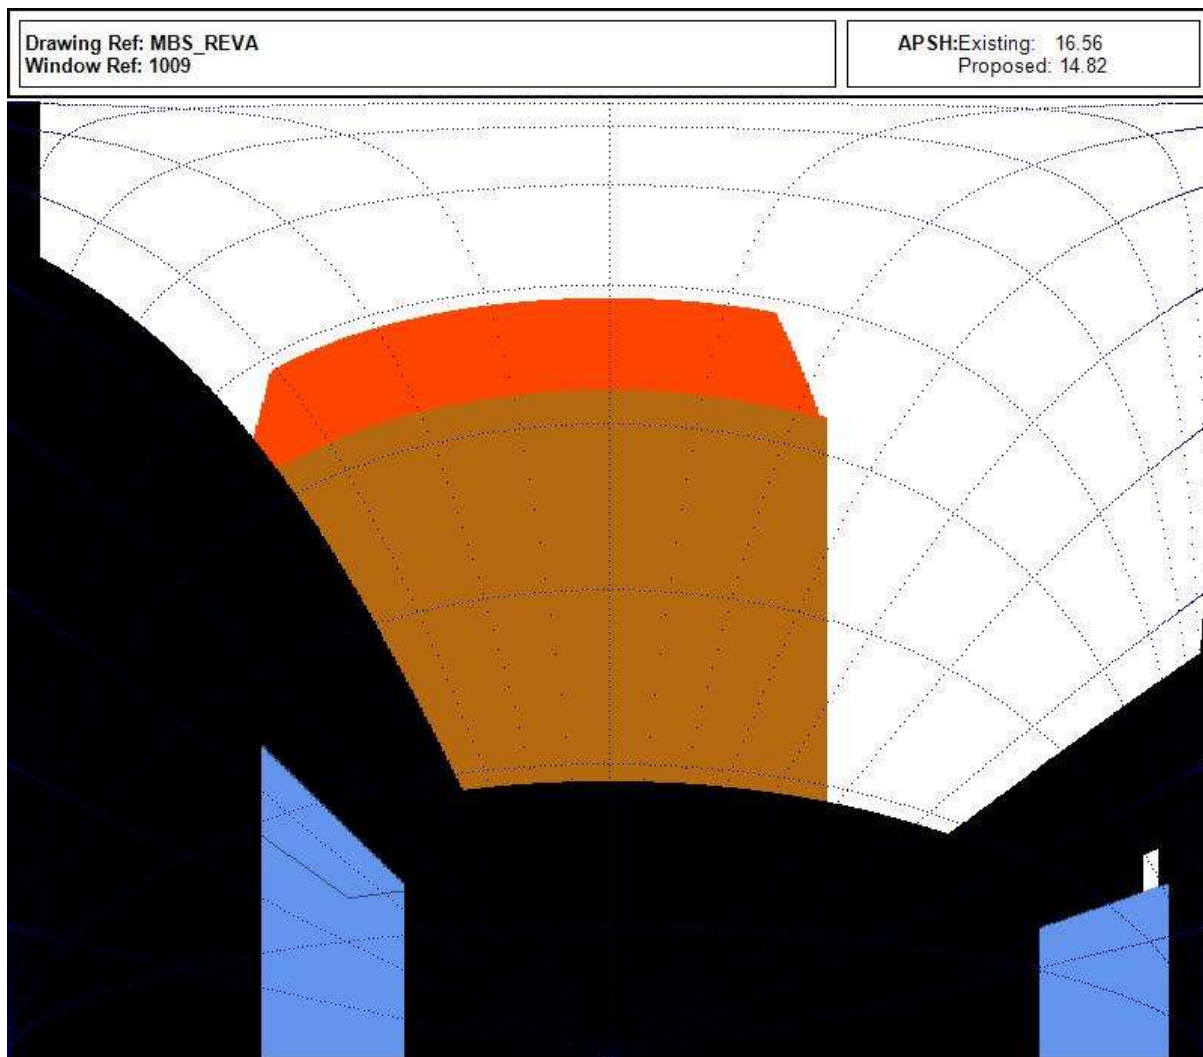 Drawing Ref: MBS_REVA
Window Ref: 1009
APSH:Existing: 16.56
Proposed: 14.82